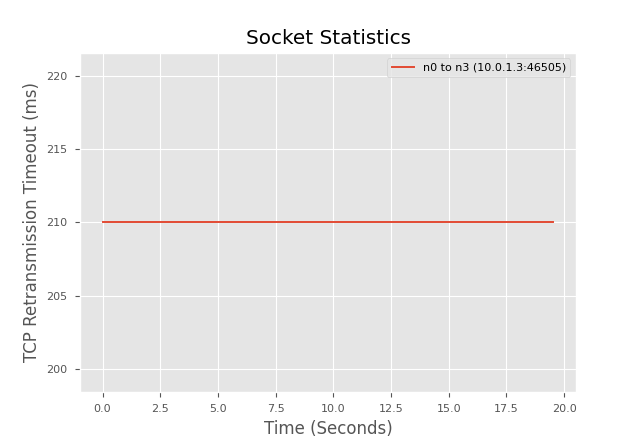 Socket Statistics
n0 to n3 (10.0.1.3:46505)
TCP Retransmission Timeout (ms)
220
215
210
205
200
0.0 2.5 5.0 7.5 10.0 12.5 15.0 17.5 20.0
Time (Seconds)